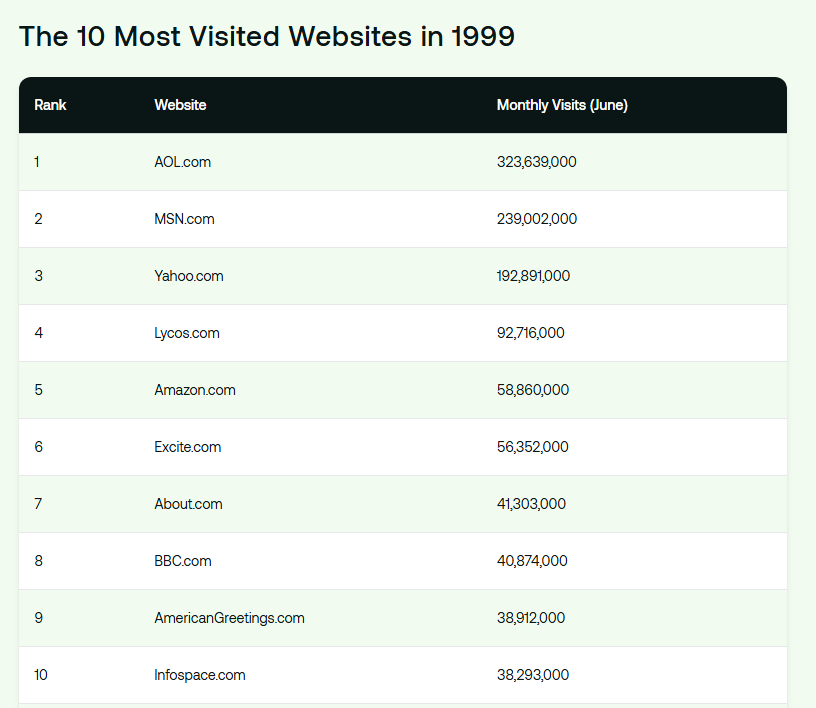 The 10 Most Visited Websites in 1999
Rank Website Monthly Visits (June)
1 AOL.com 323,639,000
2 MSN.com 239,002,000
3 Yahoo.com 192,891,000
4 Lycos.com 92,716,000
5 Amazon.com 58,860,000
6 Excite.com 56,352,000
7 About.com 41,303,000
8 BBC.com 40,874,000
9 AmericanGreetings.com 38,912,000
10 Infospace.com 38,293,000